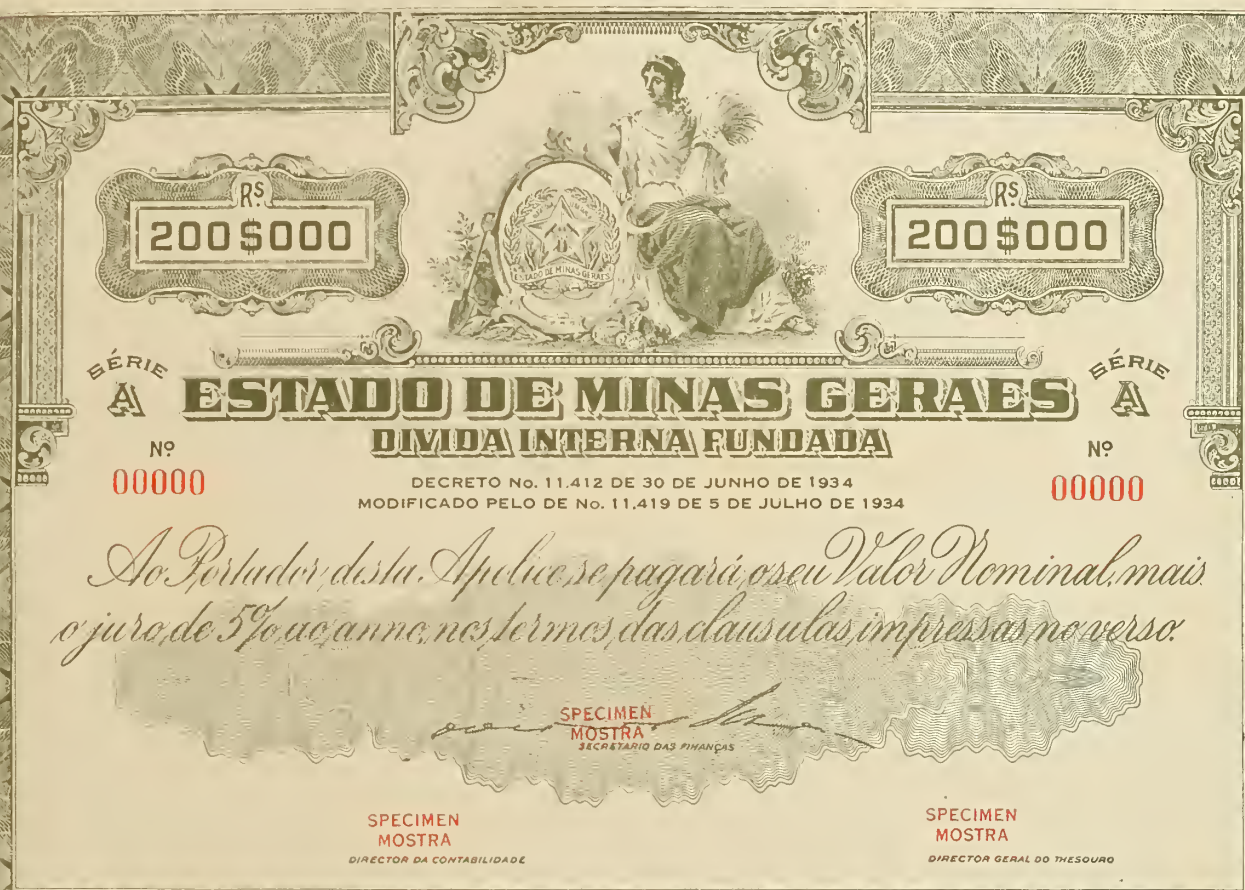 RS
200$000
RS
200$000
ESTADO DE MINAS GERAES
SÉRIE
A
ESTADO DE MINAS GERAES
SÉRIE
A
DIVIDA INTERNA FUNDADA
Nº
00000
Nº
00000
DECRETO No. 11.412 DE 30 DE JUNHO DE 1934
MODIFICADO PELO DE No. 11.419 DE 5 DE JULHO DE 1934
Ao Portador desta Apolice se pagará o seu Valor Nominal, mais
o juro de 5% ao anno, nos termos das clausulas impressas no verso.
SPECIMEN
MOSTRA
SECRETARIO DAS FINANÇAS
SPECIMEN
MOSTRA
DIRECTOR DA CONTABILIDADE
SPECIMEN
MOSTRA
DIRECTOR GERAL DO THESOURO